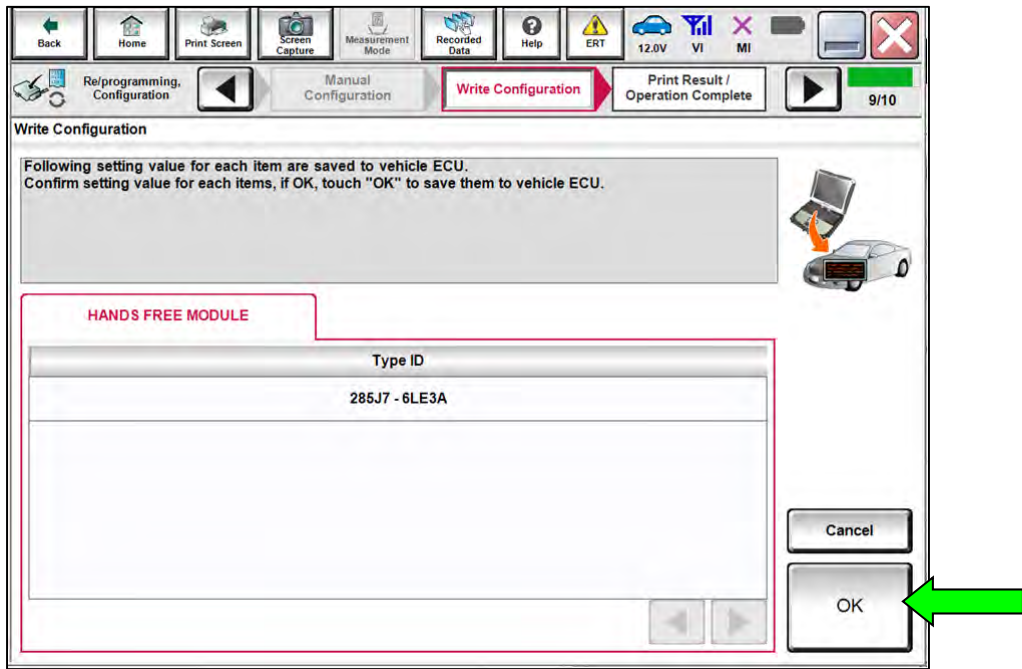 Back
Home
Print Screen
Screen
Capture
Measurement
Mode
Recorded
Data
Help
ERT
12.0V
VI
MI
Re/programming,
Configuration
Manual
Configuration
Write Configuration
Print Result /
Operation Complete
9/10
Write Configuration
Following setting value for each item are saved to vehicle ECU.
Confirm setting value for each items, if OK, touch "OK" to save them to vehicle ECU.
HANDS FREE MODULE
Type ID
285J7 - 6LE3A
Cancel
OK